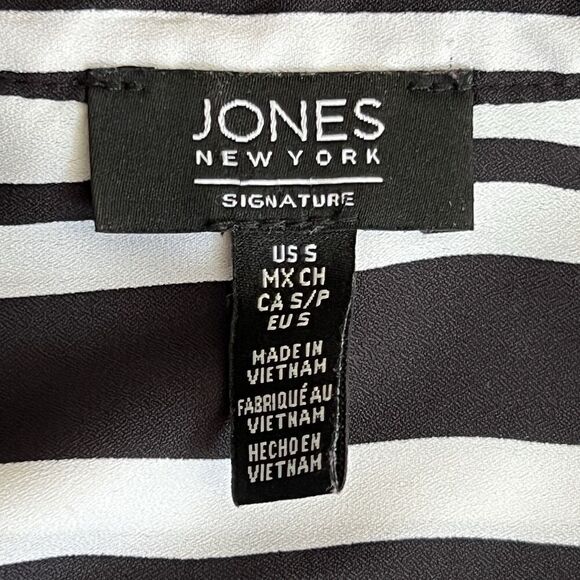 JONES
NEW YORK
SIGNATURE
US S
MX CH
CA S/P
EU S
MADE IN
VIETNAM
FABRIQUÉ AU
VIETNAM
HECHO EN
VIETNAM